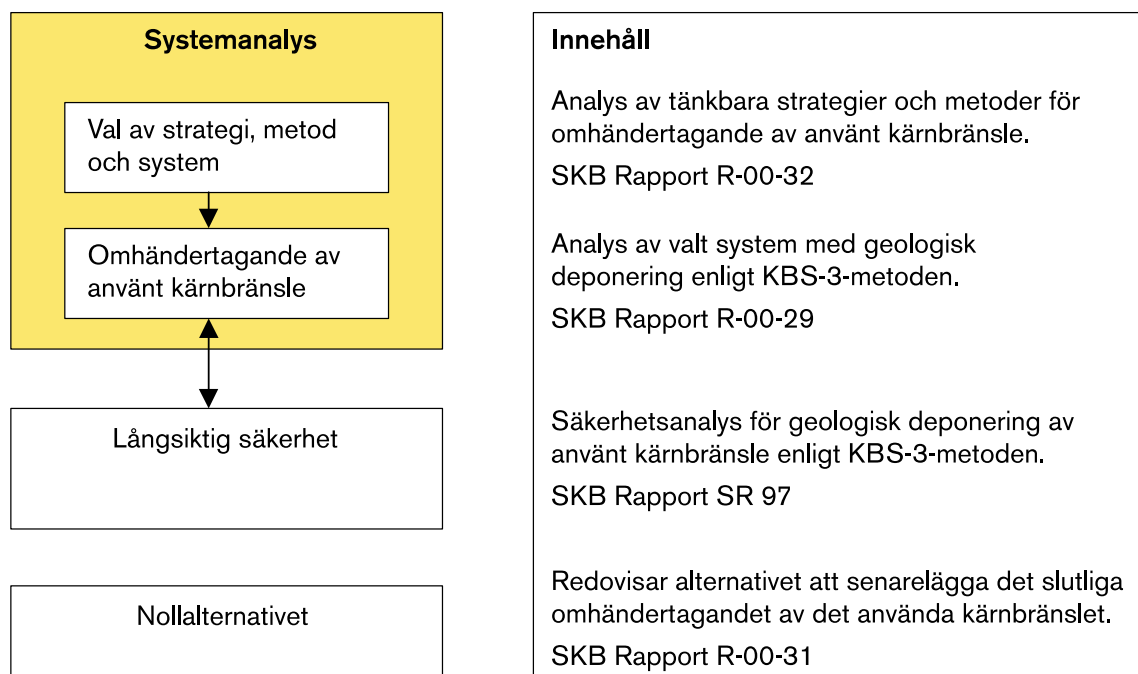 Systemanalys
Val av strategi, metod
och system
Omhändertagande av
använt kärnbränsle
Långsiktig säkerhet
Nollalternativet
Innehåll
Analys av tänkbara strategier och metoder för
omhändertagande av använt kärnbränsle.
SKB Rapport R-00-32
Analys av valt system med geologisk
deponering enligt KBS-3-metoden.
SKB Rapport R-00-29
Säkerhetsanalys för geologisk deponering av
använt kärnbränsle enligt KBS-3-metoden.
SKB Rapport SR 97
Redovisar alternativet att senarelägga det slutliga
omhändertagandet av det använda kärnbränslet.
SKB Rapport R-00-31